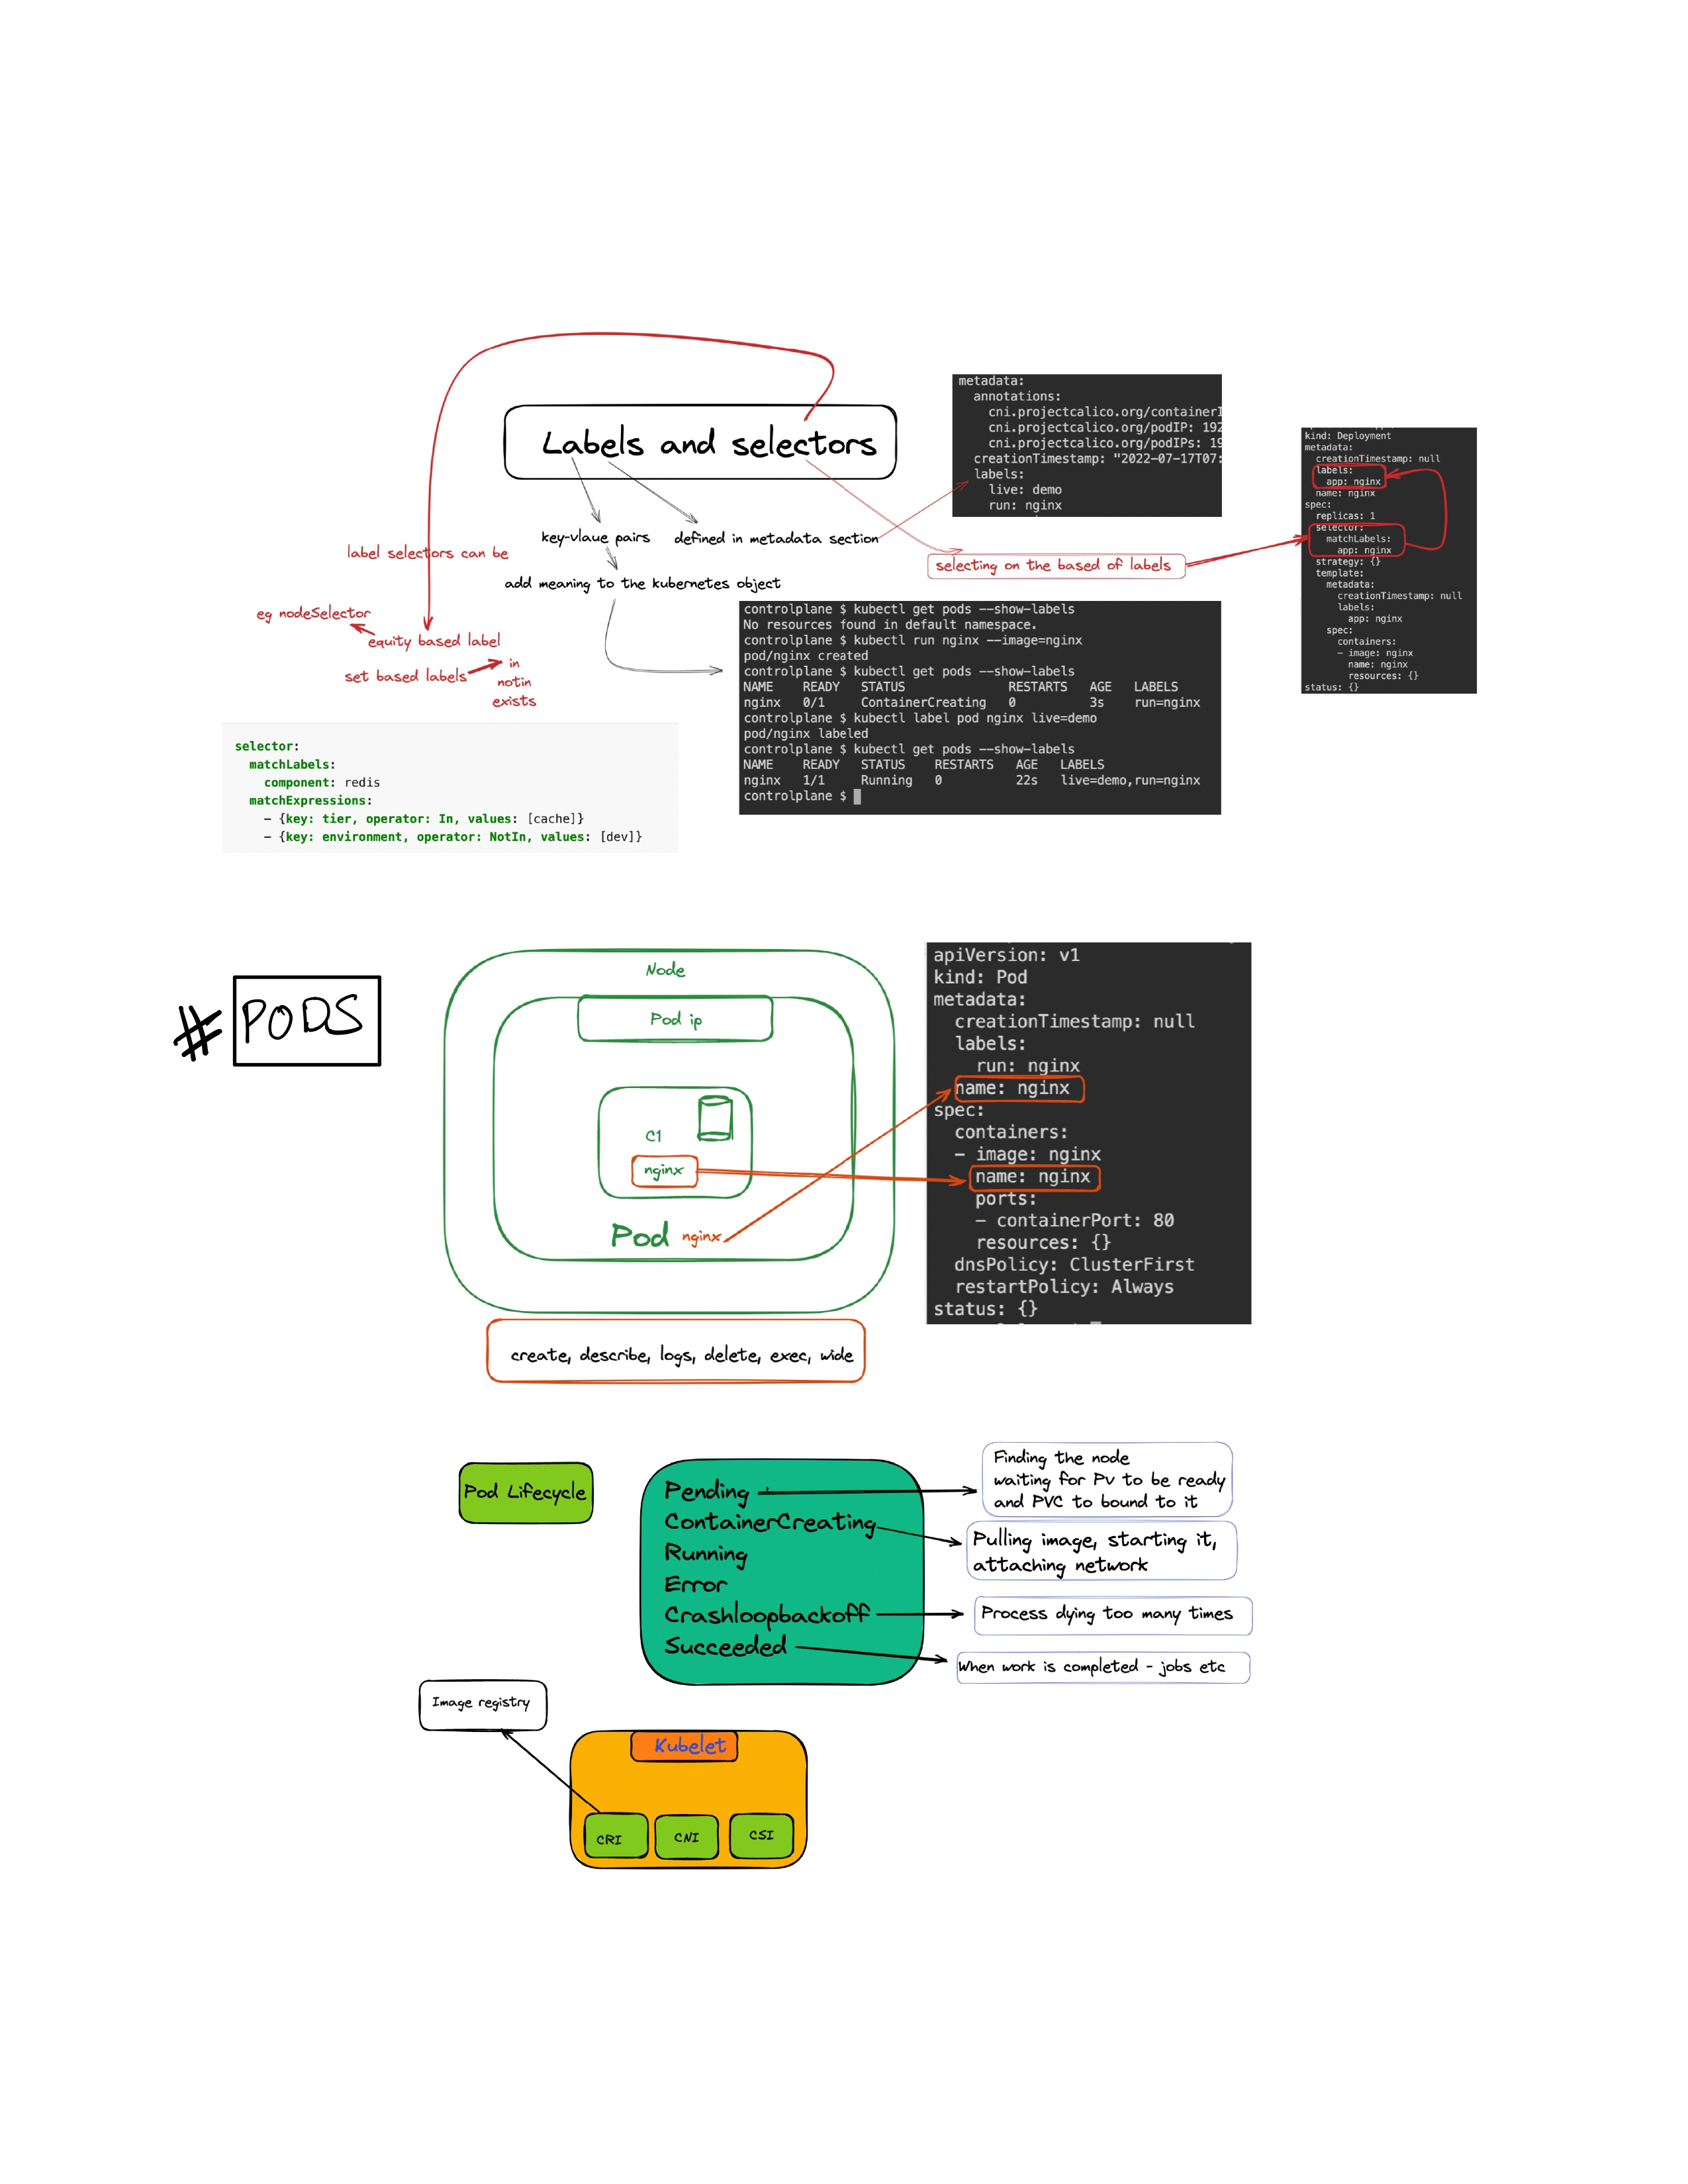 Labels and selectors
key-vlaue pairs
defined in metadata section
add meaning to the kubernetes object
selecting on the based of labels
label selectors can be
eg nodeSelector
equity based label
set based labels
in
notin
exists
metadata:
  annotations:
    cni.projectcalico.org/container
    cni.projectcalico.org/podIP: 192
    cni.projectcalico.org/podIPs: 19
  creationTimestamp: "2022-07-17T07:
  labels:
    live: demo
    run: nginx
kind: Deployment
metadata:
  creationTimestamp: null
  labels:
    app: nginx
  name: nginx
spec:
  replicas: 1
  selector:
    matchLabels:
      app: nginx
  strategy: {}
  template:
    metadata:
      creationTimestamp: null
      labels:
        app: nginx
    spec:
      containers:
      - image: nginx
        name: nginx
        resources: {}
status: {}
controlplane $ kubectl get pods --show-labels
No resources found in default namespace.
controlplane $ kubectl run nginx --image=nginx
pod/nginx created
controlplane $ kubectl get pods --show-labels
NAME    READY   STATUS              RESTARTS   AGE   LABELS
nginx   0/1     ContainerCreating   0          3s    run=nginx
controlplane $ kubectl label pod nginx live=demo
pod/nginx labeled
controlplane $ kubectl get pods --show-labels
NAME    READY   STATUS    RESTARTS   AGE   LABELS
nginx   1/1     Running   0          22s   live=demo,run=nginx
controlplane $
selector:
  matchLabels:
    component: redis
  matchExpressions:
    - {key: tier, operator: In, values: [cache]}
    - {key: environment, operator: NotIn, values: [dev]}
# PODS
Node
Pod ip
C1
nginx
Pod nginx
apiVersion: v1
kind: Pod
metadata:
  creationTimestamp: null
  labels:
    run: nginx
  name: nginx
spec:
  containers:
  - image: nginx
    name: nginx
    ports:
    - containerPort: 80
    resources: {}
  dnsPolicy: ClusterFirst
  restartPolicy: Always
status: {}
create, describe, logs, delete, exec, wide
Pod Lifecycle
Pending
ContainerCreating
Running
Error
Crashloopbackoff
Succeeded
Finding the node
waiting for PV to be ready
and PVC to bound to it
Pulling image, starting it,
attaching network
Process dying too many times
When work is completed - jobs etc
Image registry
Kubelet
CRI
CNI
CSI